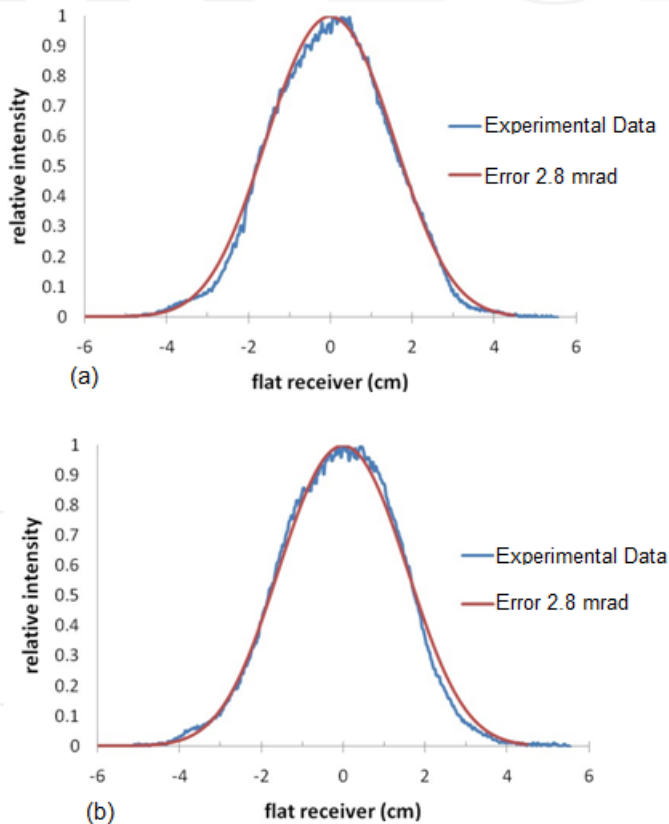 1
0.9
0.8
0.7
0.6
0.5
0.4
0.3
0.2
0.1
0
relative intensity
Experimental Data
Error 2.8 mrad
-6 -4 -2 0 2 4 6
(a)
flat receiver (cm)
1
0.9
0.8
0.7
0.6
0.5
0.4
0.3
0.2
0.1
0
relative intensity
Experimental Data
Error 2.8 mrad
-6 -4 -2 0 2 4 6
(b)
flat receiver (cm)